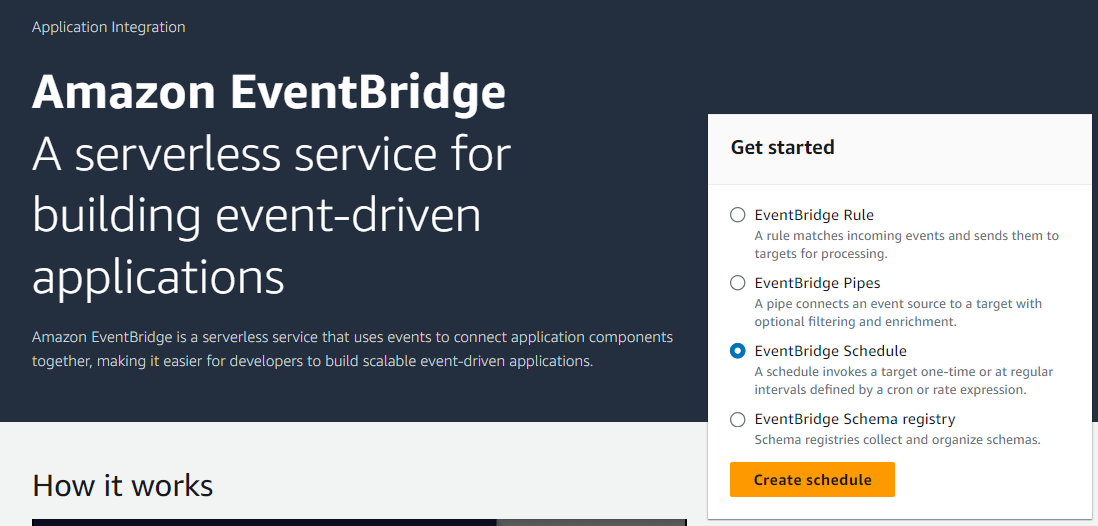 Application Integration
Amazon EventBridge
A serverless service for
building event-driven
applications
Amazon EventBridge is a serverless service that uses events to connect application components
together, making it easier for developers to build scalable event-driven applications.
Get started
EventBridge Rule
A rule matches incoming events and sends them to
targets for processing.
EventBridge Pipes
A pipe connects an event source to a target with
optional filtering and enrichment.
EventBridge Schedule
A schedule invokes a target one-time or at regular
intervals defined by a cron or rate expression.
EventBridge Schema registry
Schema registries collect and organize schemas.
Create schedule
How it works